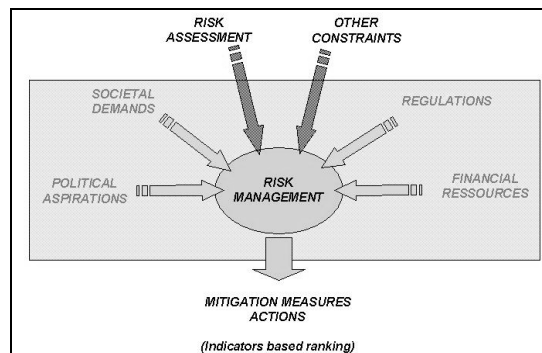 RISK
ASSESSMENT
OTHER
CONSTRAINTS
SOCIETAL
DEMANDS
REGULATIONS
POLITICAL
ASPIRATIONS
RISK
MANAGEMENT
FINANCIAL
RESSOURCES
MITIGATION MEASURES
ACTIONS
(Indicators based ranking)